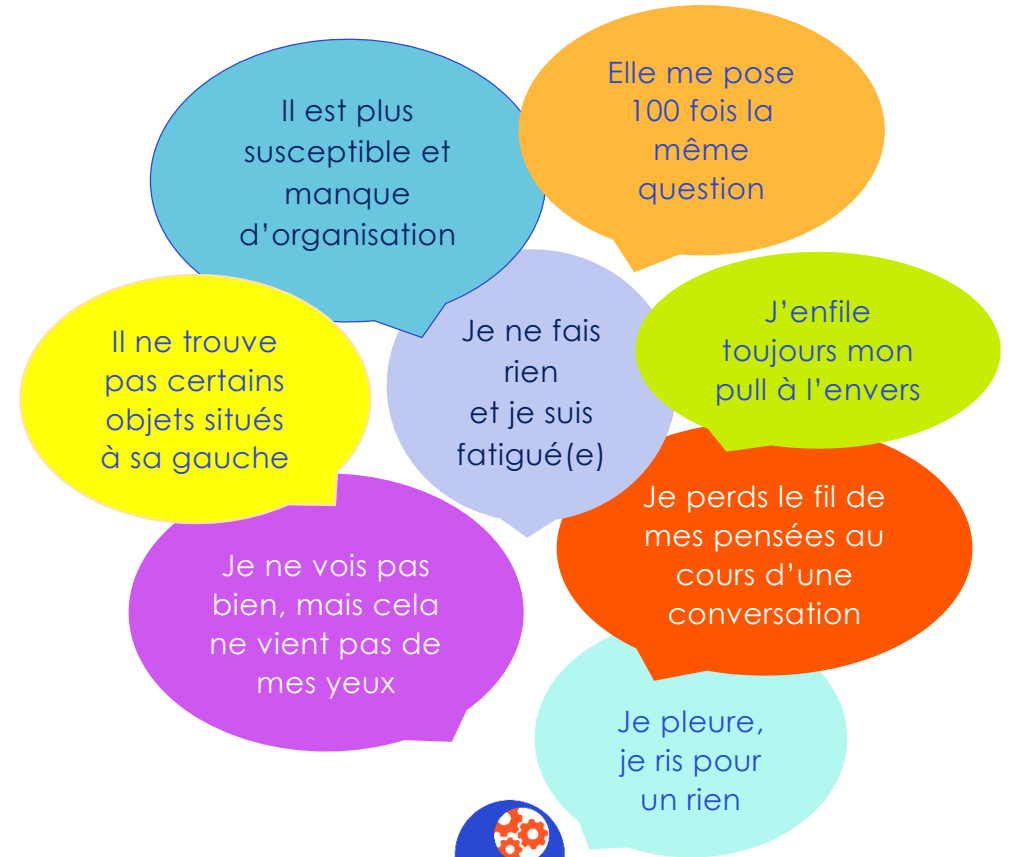 Il est plus
susceptible et
manque
d’organisation
Elle me pose
100 fois la
même
question
Il ne trouve
pas certains
objets situés
à sa gauche
Je ne fais
rien
et je suis
fatigué(e)
J’enfile
toujours mon
pull à l’envers
Je ne vois pas
bien, mais cela
ne vient pas de
mes yeux
Je perds le fil de
mes pensées au
cours d’une
conversation
Je pleure,
je ris pour
un rien